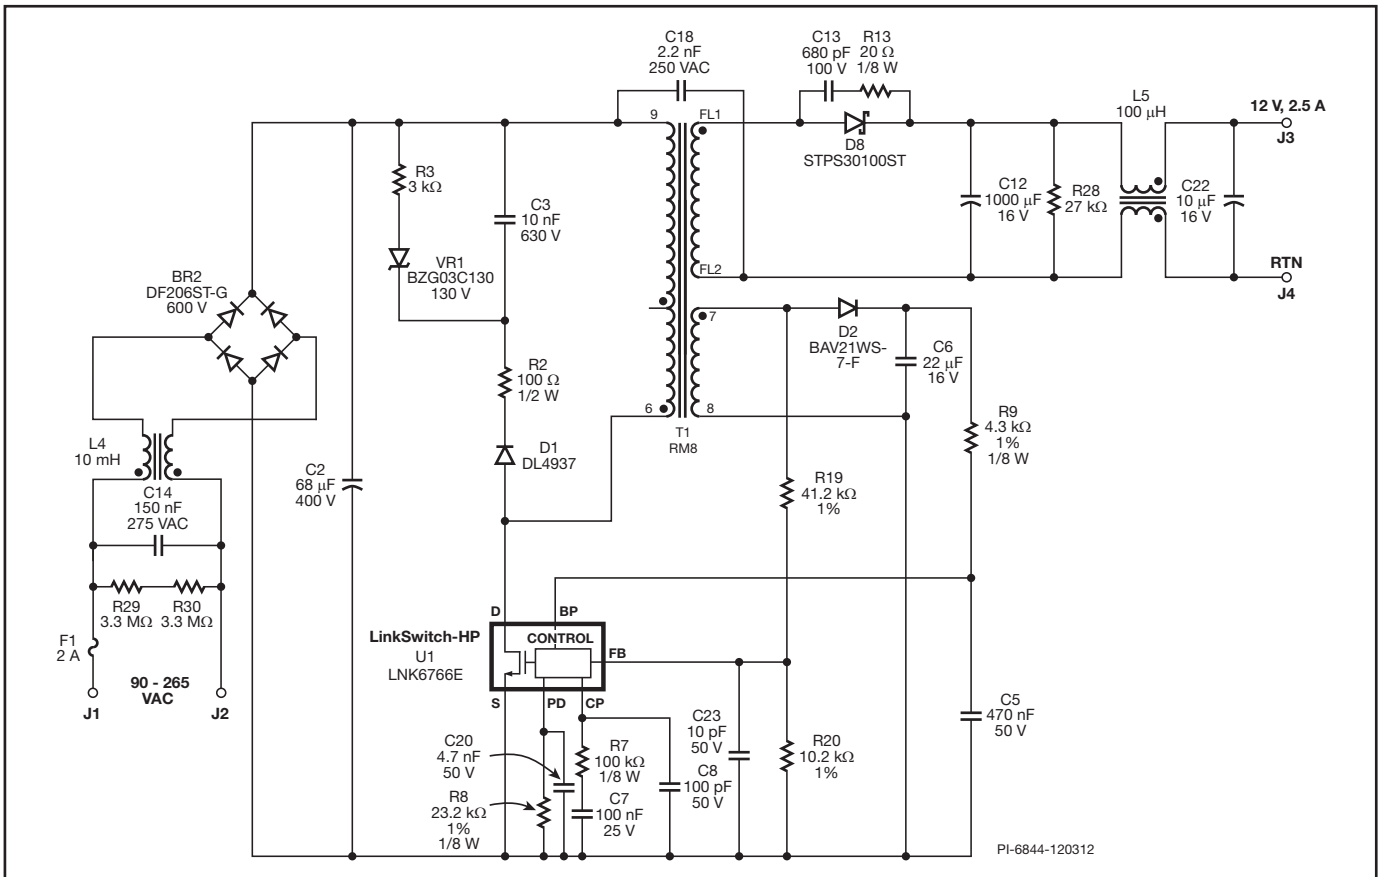 C18
2.2 nF
250 VAC
C13
680 pF
100 V
R13
20 Ω
1/8 W
L5
100 µH
12 V, 2.5 A
J3
9
FL1
D8
STPS30100ST
R3
3 kΩ
C3
10 nF
630 V
C12
1000 µF
16 V
R28
27 kΩ
C22
10 µF
16 V
VR1
BZG03C130
130 V
BR2
DF206ST-G
600 V
FL2
RTN
J4
7
D2
BAV21WS-
7-F
C6
22 µF
16 V
R2
100 Ω
1/2 W
6
8
T1
RM8
R9
4.3 kΩ
1%
1/8 W
L4
10 mH
D1
DL4937
C2
68 µF
400 V
R19
41.2 kΩ
1%
C14
150 nF
275 VAC
R29
3.3 MΩ
R30
3.3 MΩ
F1
2 A
90 - 265
VAC
J1
J2
D
BP
LinkSwitch-HP
U1
LNK6766E
CONTROL
FB
S
PD
CP
C20
4.7 nF
50 V
R7
100 kΩ
1/8 W
C23
10 pF
50 V
R20
10.2 kΩ
1%
C5
470 nF
50 V
R8
23.2 kΩ
1%
1/8 W
C7
100 nF
25 V
C8
100 pF
50 V
PI-6844-120312